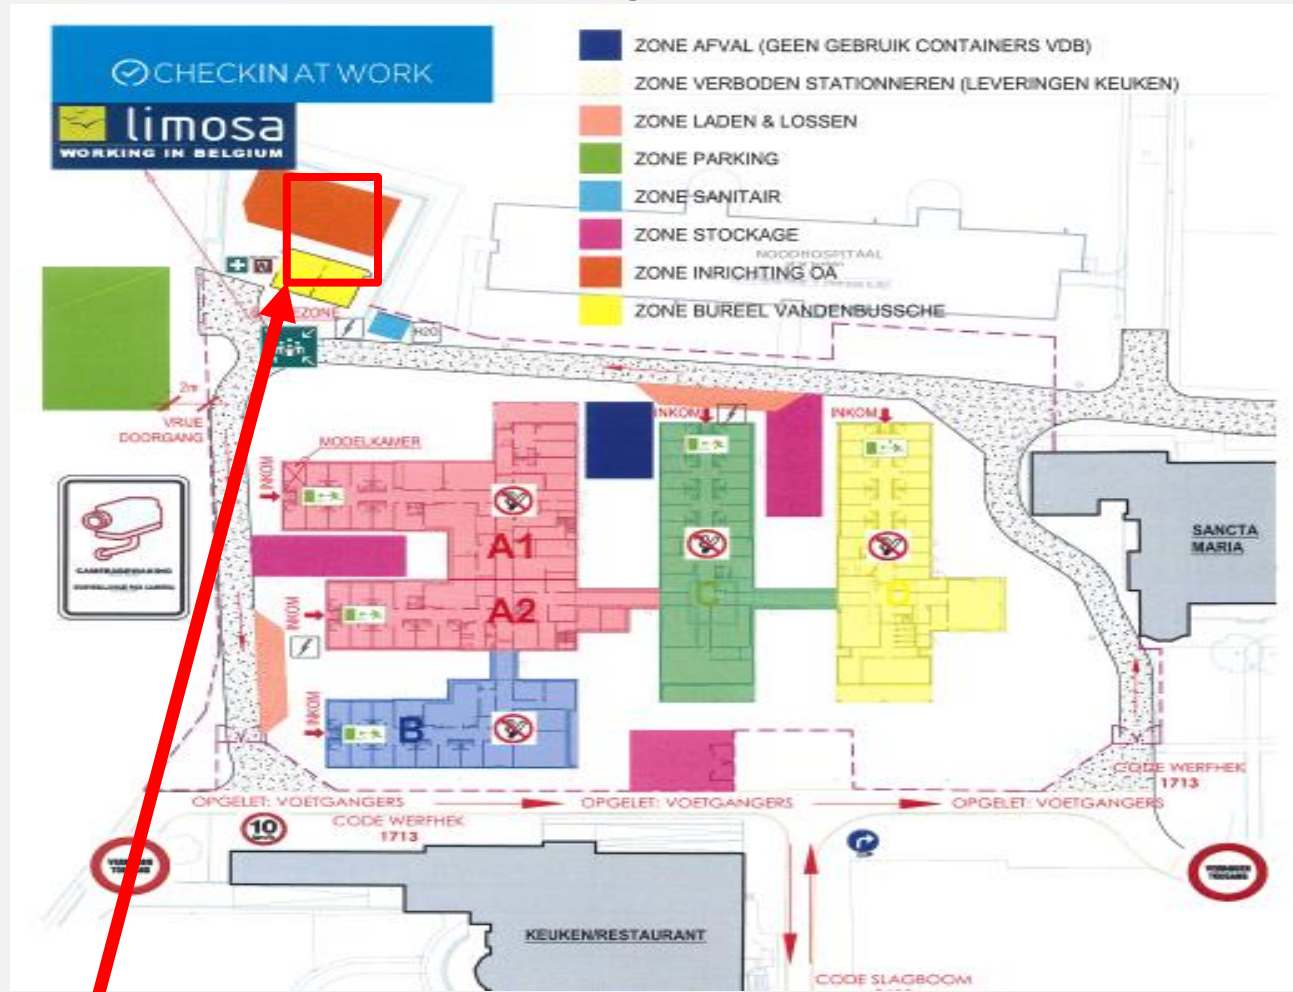 CHECKIN AT WORK
limosa
WORKING IN BELGIUM
ZONE AFVAL (GEEN GEBRUIK CONTAINERS VDB)
ZONE VERBODEN STATIONNEREN (LEVERINGEN KEUKEN)
ZONE LADEN & LOSSEN
ZONE PARKING
ZONE SANITAIR
ZONE STOCKAGE
ZONE INRICHTING OA
ZONE BUREEL VANDENBUSSCHE
NOODHOSPITAAL
H2O
2m
VRIJE
DOORGANG
MODELKAMER
INKOM
INKOM
INKOM
A1
SANCTA
MARIA
INKOM
A2
C
D
INKOM
B
CODE WERFHEK
1713
OPGELET: VOETGANGERS
OPGELET: VOETGANGERS
OPGELET: VOETGANGERS
10
CODE WERFHEK
1713
KEUKEN/RESTAURANT
CODE SLAGBOOM